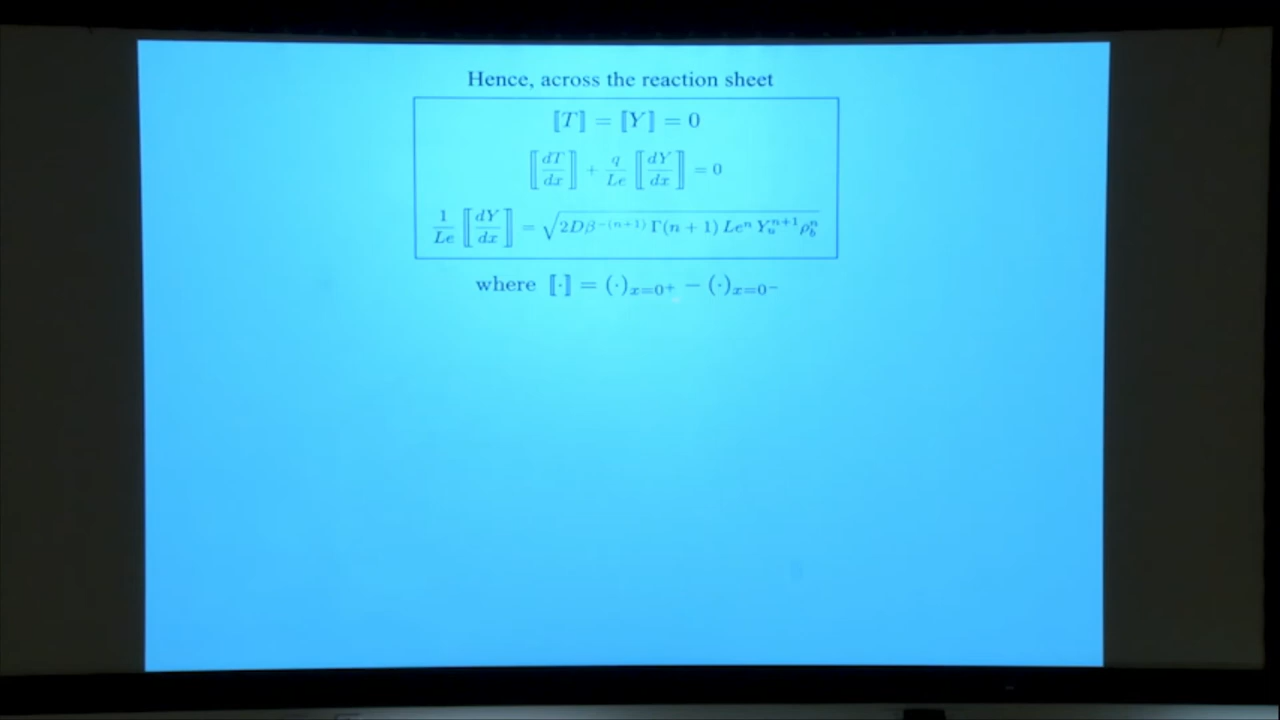 Hence, across the reaction sheet
⟦T⟧ = ⟦Y⟧ = 0
⟦dT/dx⟧ + q/Le ⟦dY/dx⟧ = 0
1/Le ⟦dY/dx⟧ = √(2Dβ^{-(n+1)} Γ(n + 1) Le^n Y_u^{n+1} ρ_b^n)
where ⟦·⟧ = (·)_{x=0^+} − (·)_{x=0^−}